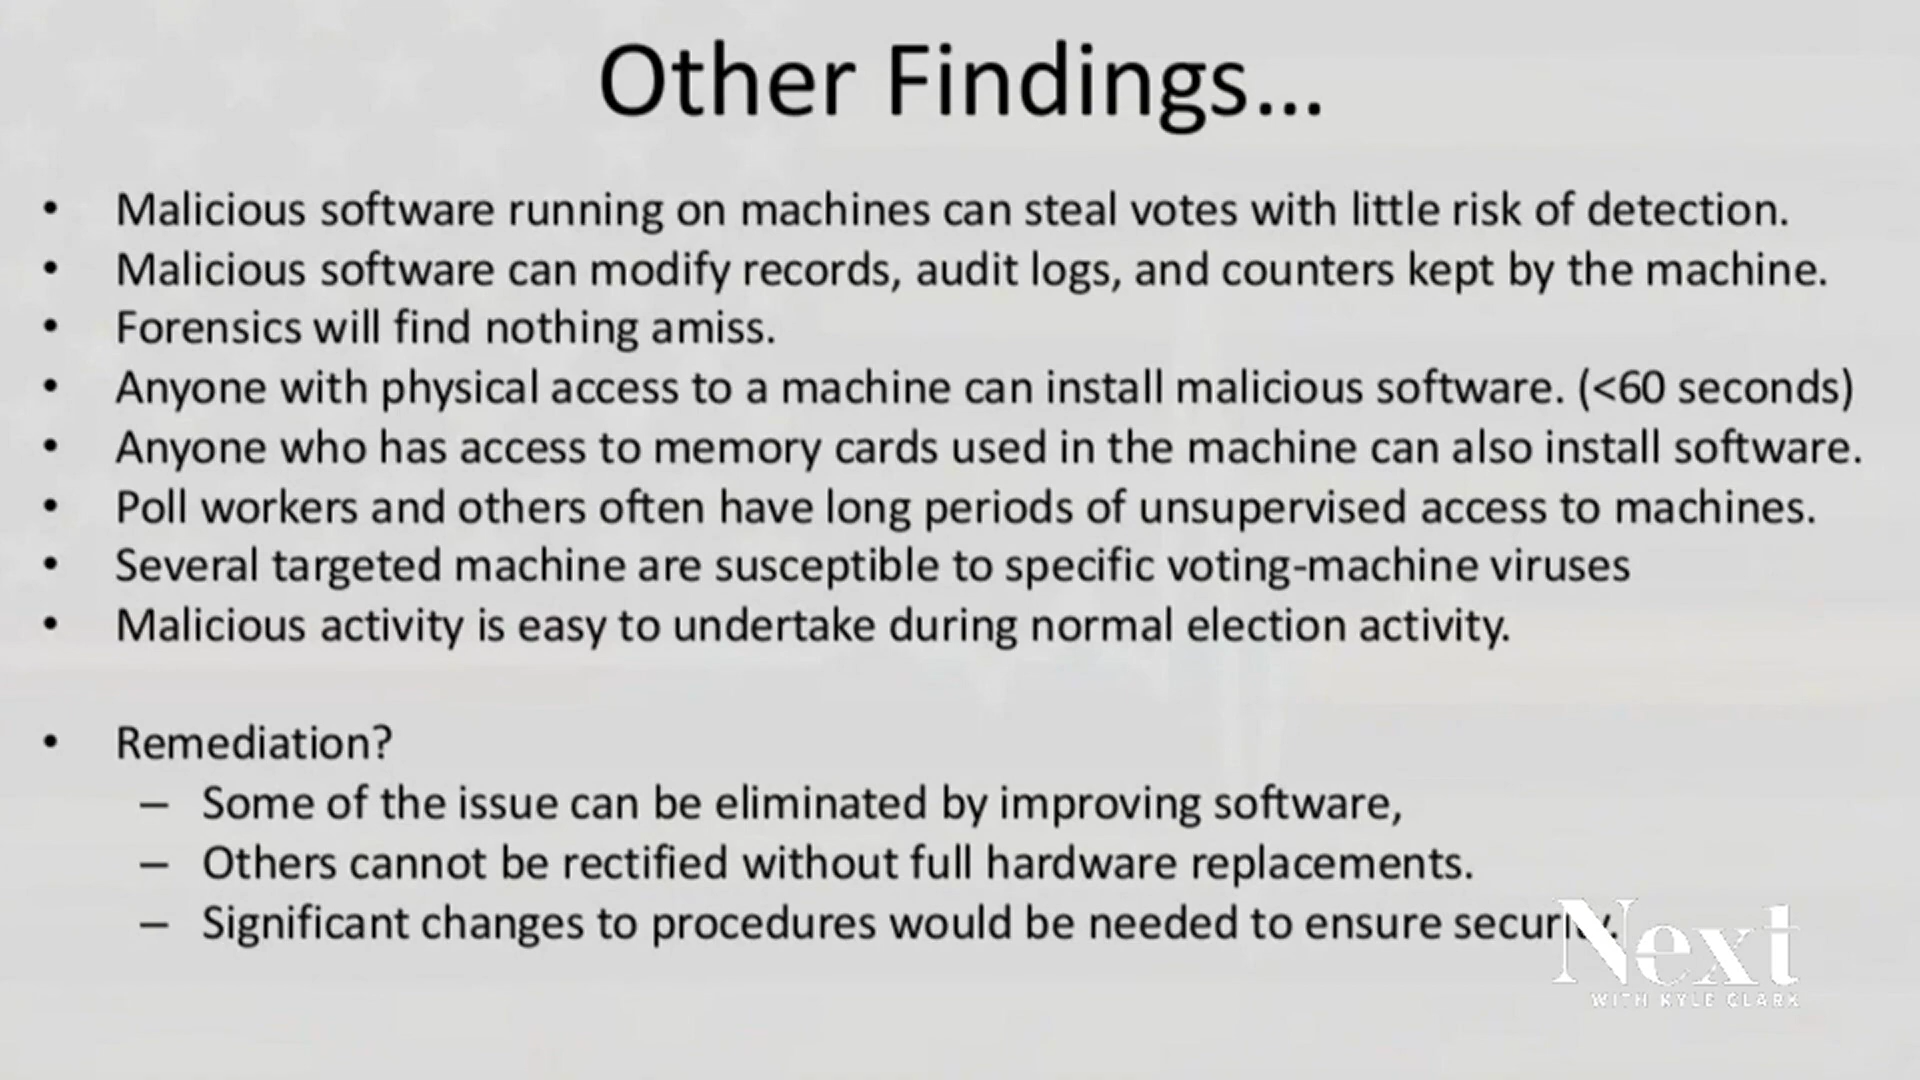 Other Findings...
• Malicious software running on machines can steal votes with little risk of detection.
• Malicious software can modify records, audit logs, and counters kept by the machine.
• Forensics will find nothing amiss.
• Anyone with physical access to a machine can install malicious software. (<60 seconds)
• Anyone who has access to memory cards used in the machine can also install software.
• Poll workers and others often have long periods of unsupervised access to machines.
• Several targeted machine are susceptible to specific voting-machine viruses
• Malicious activity is easy to undertake during normal election activity.
• Remediation?
– Some of the issue can be eliminated by improving software,
– Others cannot be rectified without full hardware replacements.
– Significant changes to procedures would be needed to ensure security.
Next
WITH KYLE CLARK